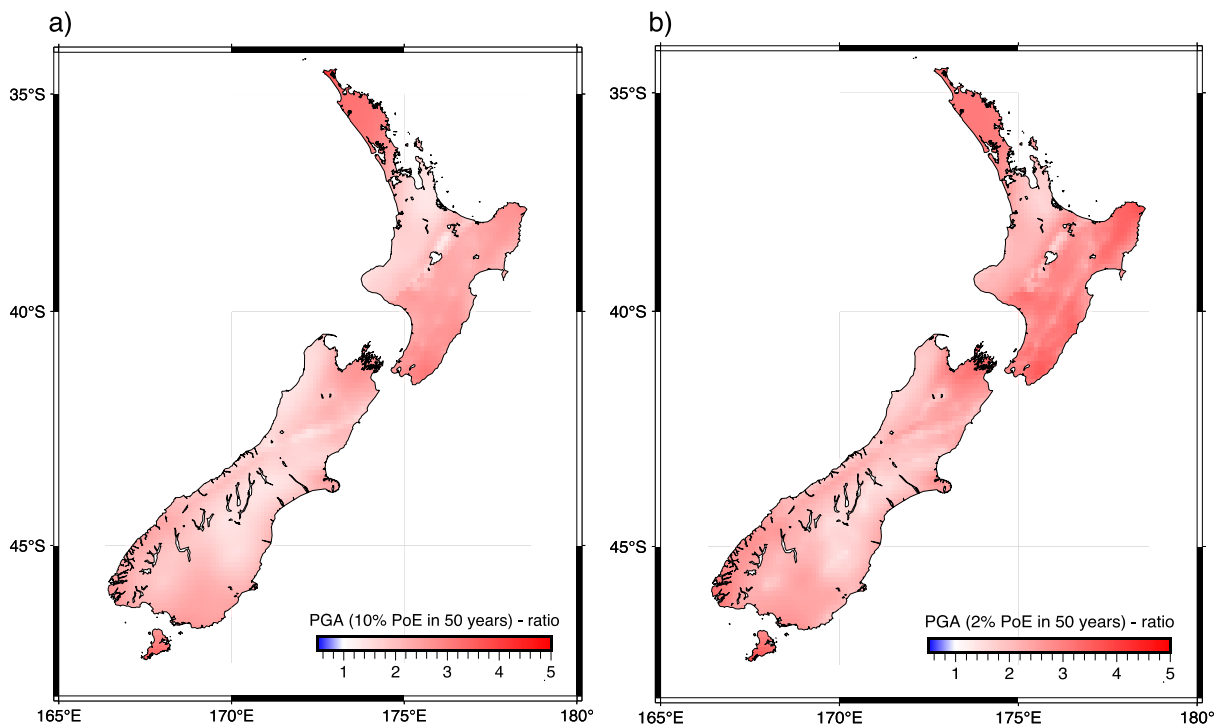 a)
b)
35°S
40°S
45°S
PGA (10% PoE in 50 years) - ratio
1 2 3 4 5
165°E 170°E 175°E 180°
35°S
40°S
45°S
PGA (2% PoE in 50 years) - ratio
1 2 3 4 5
165°E 170°E 175°E 180°